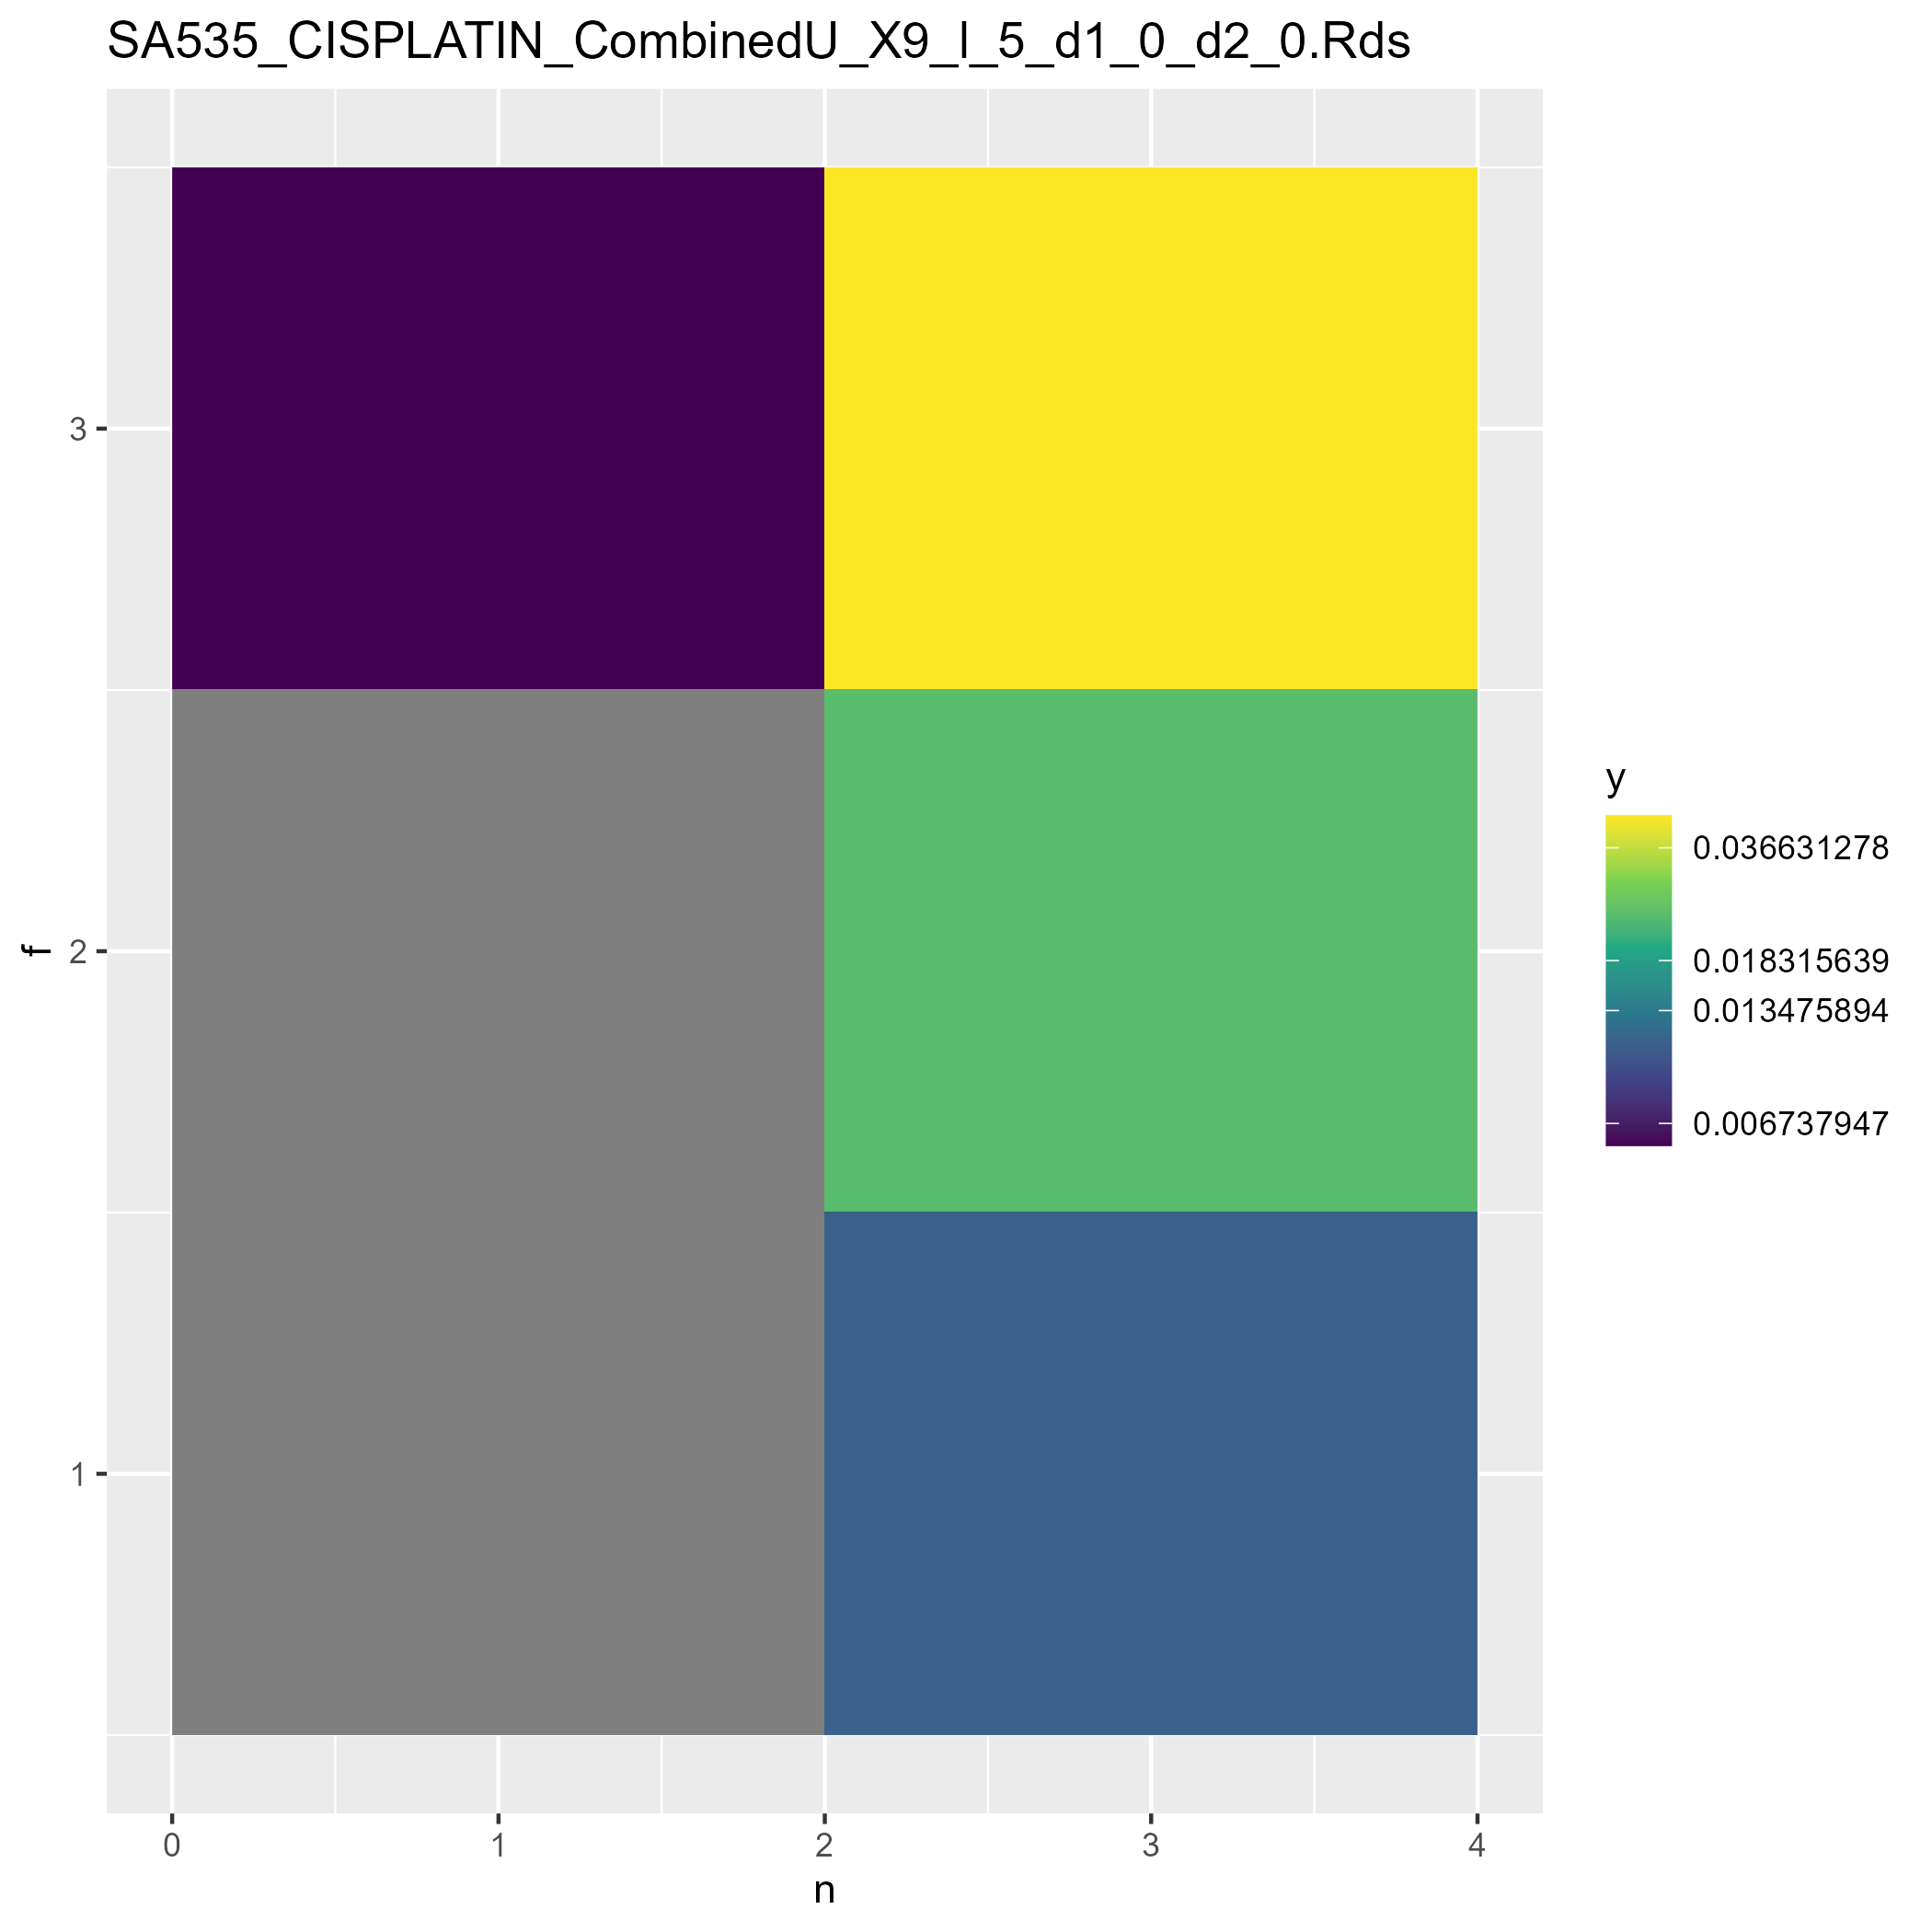 SA535_CISPLATIN_CombinedU_X9_l_5_d1_0_d2_0.Rds
3
f
2
1
0 1 2 3 4
n
y
0.036631278
0.018315639
0.013475894
0.006737947